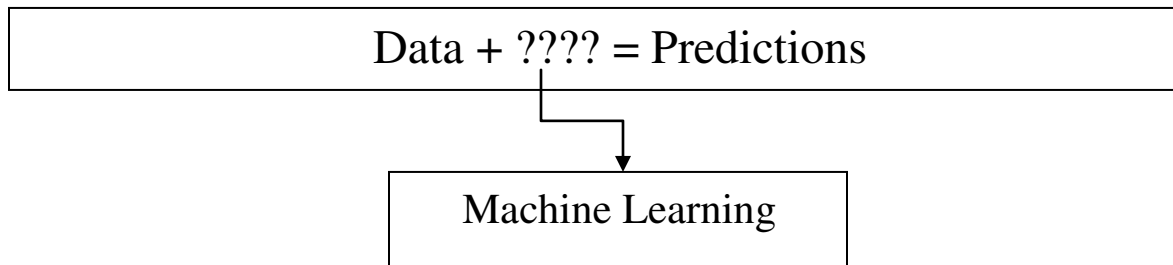 Data + ???? = Predictions
Machine Learning